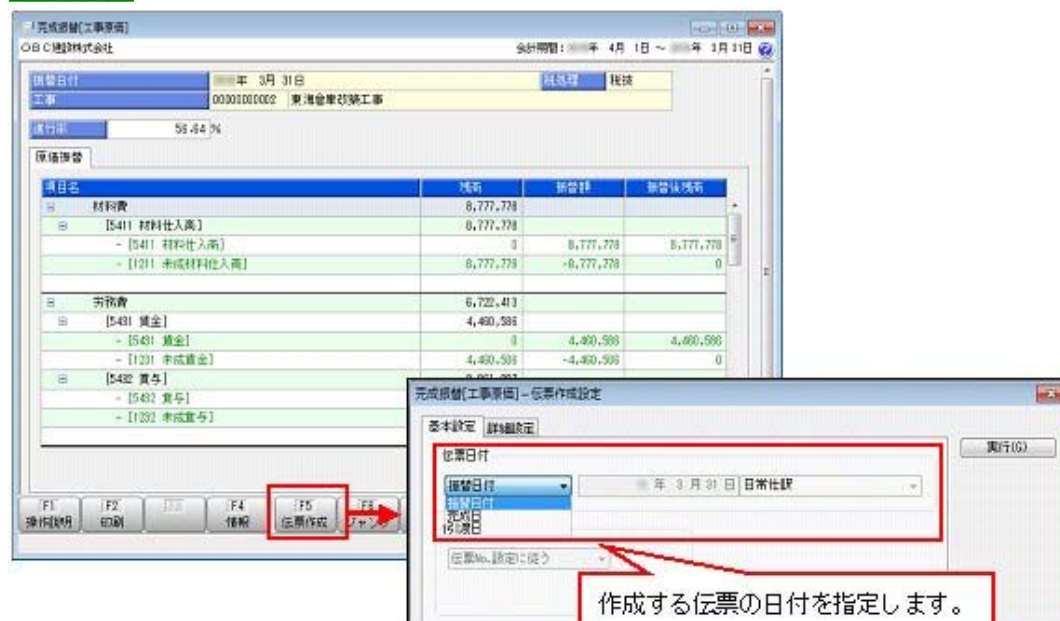 完成振替[工事原価]
OBC建設株式会社
会計期間： 年 4月 1日 ～ 年 3月31日
振替日付 年 3月 31日 税処理 税抜
工事 00000000002 東海倉庫改築工事
進行率 56.64 %
原価振替
項目名 残高 振替額 振替後残高
材料費 8,777,778
[5411 材料仕入高] 8,777,778
- [5411 材料仕入高] 0 8,777,778 8,777,778
- [1211 未成材料仕入高] 8,777,778 -8,777,778 0
労務費 6,722,413
[5431 賃金] 4,460,586
- [5431 賃金] 0 4,460,586 4,460,586
- [1231 未成賃金] 4,460,586 -4,460,586 0
[5432 賞与]
- [5432 賞与]
- [1232 未成賞与]
F1 操作説明
F2 印刷
F4 情報
F5 伝票作成
F6 ジャンプ
完成振替[工事原価]－伝票作成設定
基本設定 詳細設定
実行(G)
伝票日付
振替日付 年 3 月 31 日 日常仕訳
振替日付
完成日
引渡日
伝票No.設定に従う
作成する伝票の日付を指定します。